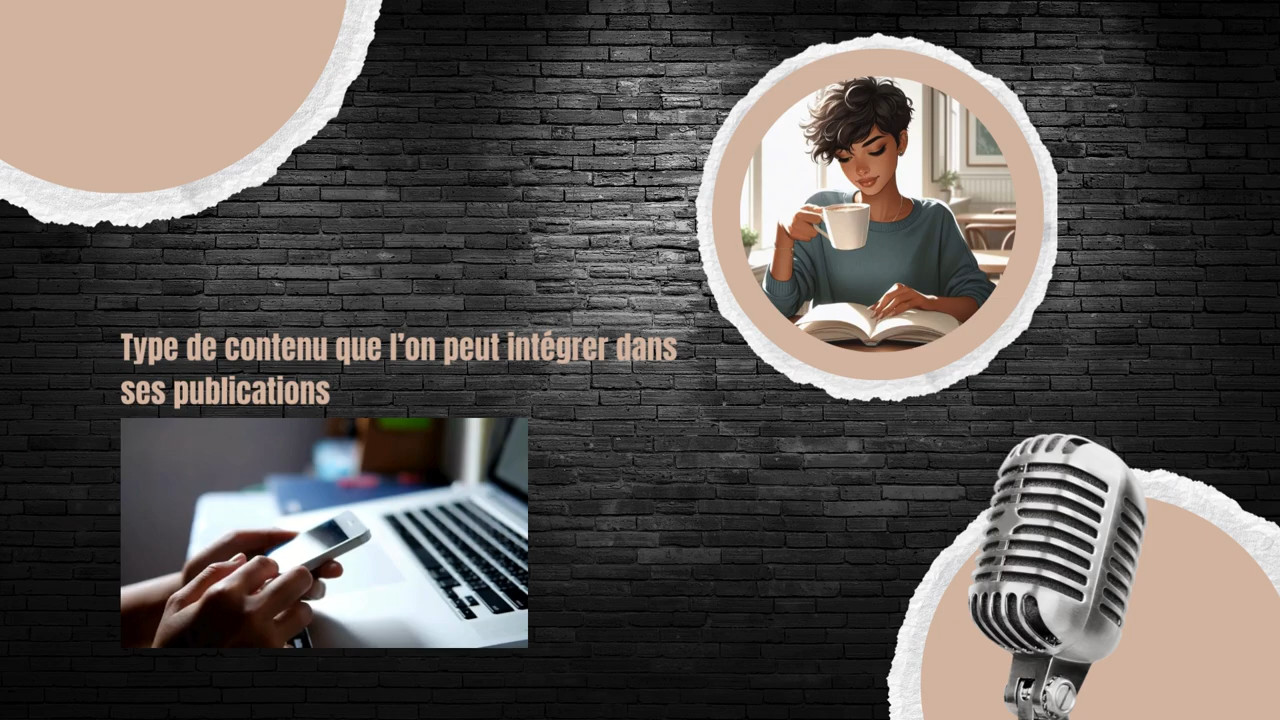 Type de contenu que l’on peut intégrer dans
ses publications